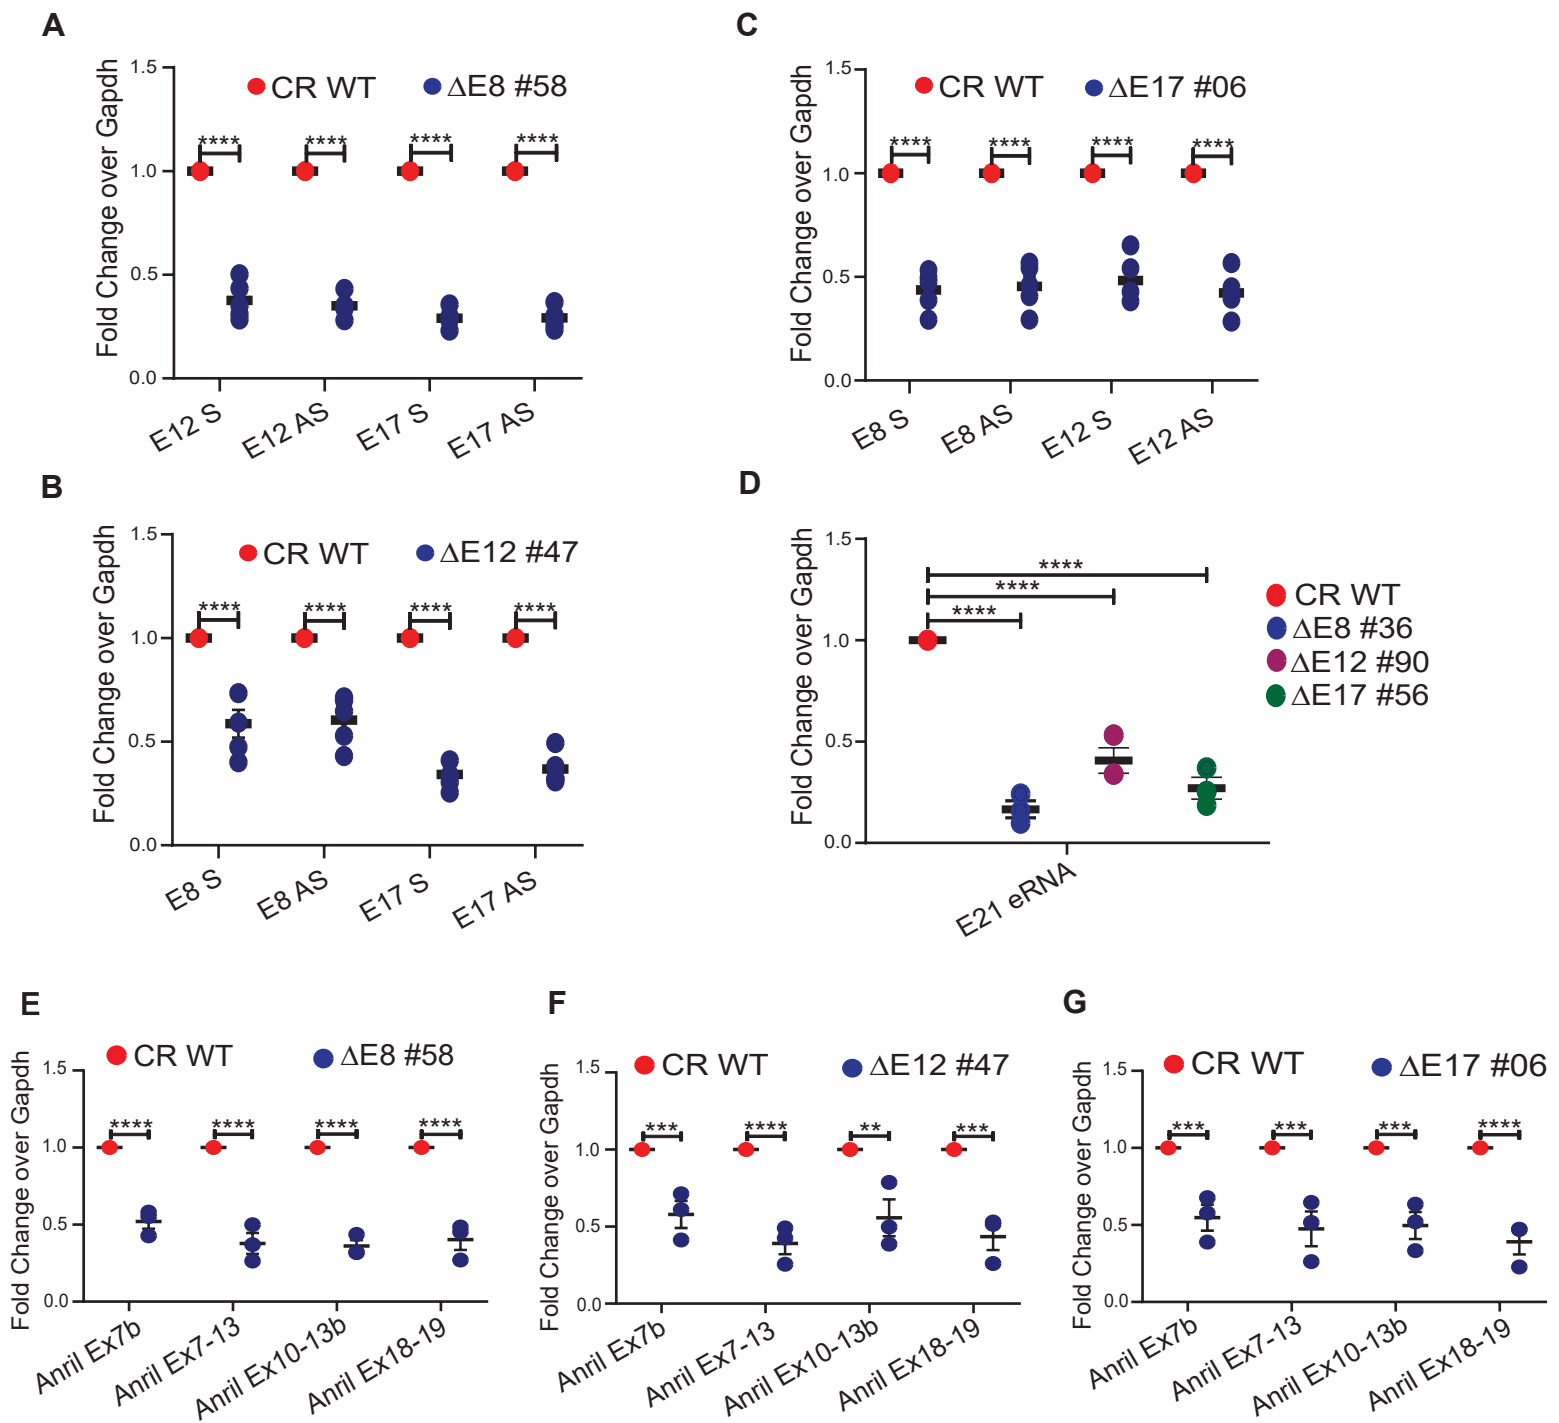 A
Fold Change over Gapdh
CR WT
ΔE8 #58
1.5
1.0
0.5
0.0
**** **** **** ****
E12 S
E12 AS
E17 S
E17 AS
C
Fold Change over Gapdh
CR WT
ΔE17 #06
1.5
1.0
0.5
0.0
**** **** **** ****
E8 S
E8 AS
E12 S
E12 AS
B
Fold Change over Gapdh
CR WT
ΔE12 #47
1.5
1.0
0.5
0.0
**** **** **** ****
E8 S
E8 AS
E17 S
E17 AS
D
Fold Change over Gapdh
1.5
1.0
0.5
0.0
****
****
****
CR WT
ΔE8 #36
ΔE12 #90
ΔE17 #56
E21 eRNA
E
Fold Change over Gapdh
CR WT
ΔE8 #58
1.5
1.0
0.5
0.0
**** **** **** ****
Anril Ex7b
Anril Ex7-13
Anril Ex10-13b
Anril Ex18-19
F
Fold Change over Gapdh
CR WT
ΔE12 #47
1.5
1.0
0.5
0.0
*** **** ** ***
Anril Ex7b
Anril Ex7-13
Anril Ex10-13b
Anril Ex18-19
G
Fold Change over Gapdh
CR WT
ΔE17 #06
1.5
1.0
0.5
0.0
*** *** *** ****
Anril Ex7b
Anril Ex7-13
Anril Ex10-13b
Anril Ex18-19